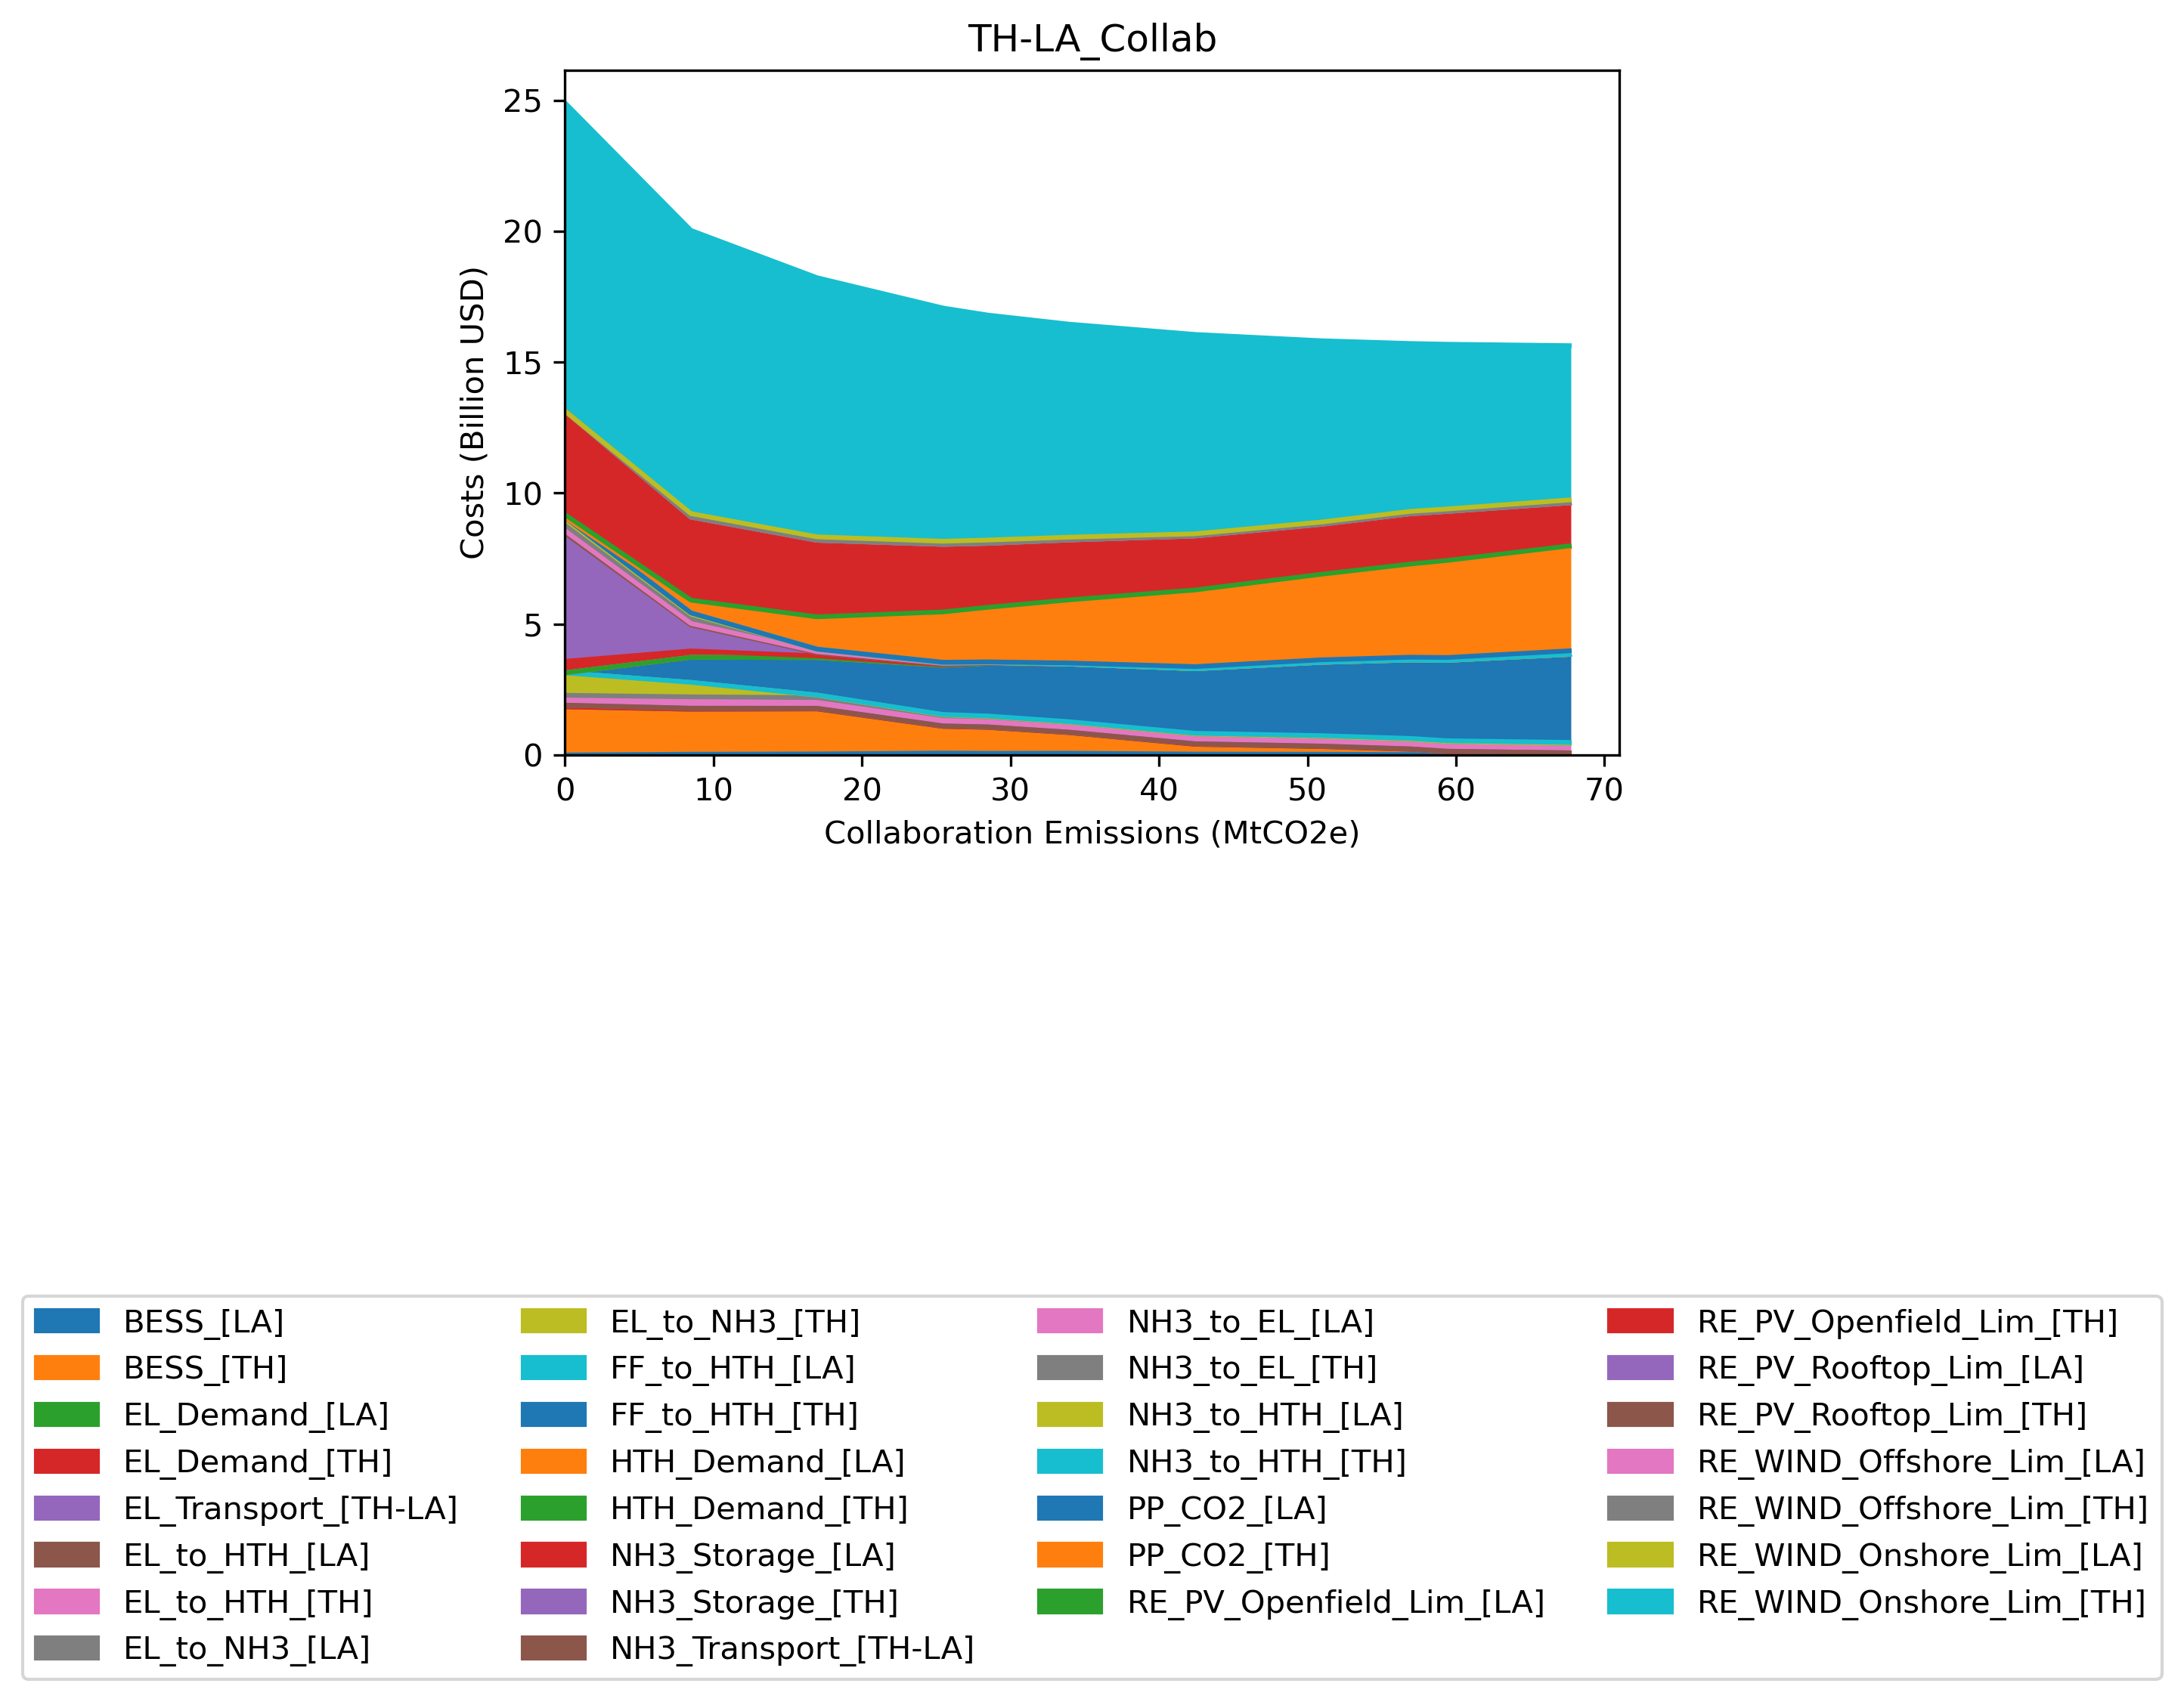 TH-LA_Collab
Costs (Billion USD)
25
20
15
10
5
0
0 10 20 30 40 50 60 70
Collaboration Emissions (MtCO2e)
BESS_[LA]
BESS_[TH]
EL_Demand_[LA]
EL_Demand_[TH]
EL_Transport_[TH-LA]
EL_to_HTH_[LA]
EL_to_HTH_[TH]
EL_to_NH3_[LA]
EL_to_NH3_[TH]
FF_to_HTH_[LA]
FF_to_HTH_[TH]
HTH_Demand_[LA]
HTH_Demand_[TH]
NH3_Storage_[LA]
NH3_Storage_[TH]
NH3_Transport_[TH-LA]
NH3_to_EL_[LA]
NH3_to_EL_[TH]
NH3_to_HTH_[LA]
NH3_to_HTH_[TH]
PP_CO2_[LA]
PP_CO2_[TH]
RE_PV_Openfield_Lim_[LA]
RE_PV_Openfield_Lim_[TH]
RE_PV_Rooftop_Lim_[LA]
RE_PV_Rooftop_Lim_[TH]
RE_WIND_Offshore_Lim_[LA]
RE_WIND_Offshore_Lim_[TH]
RE_WIND_Onshore_Lim_[LA]
RE_WIND_Onshore_Lim_[TH]